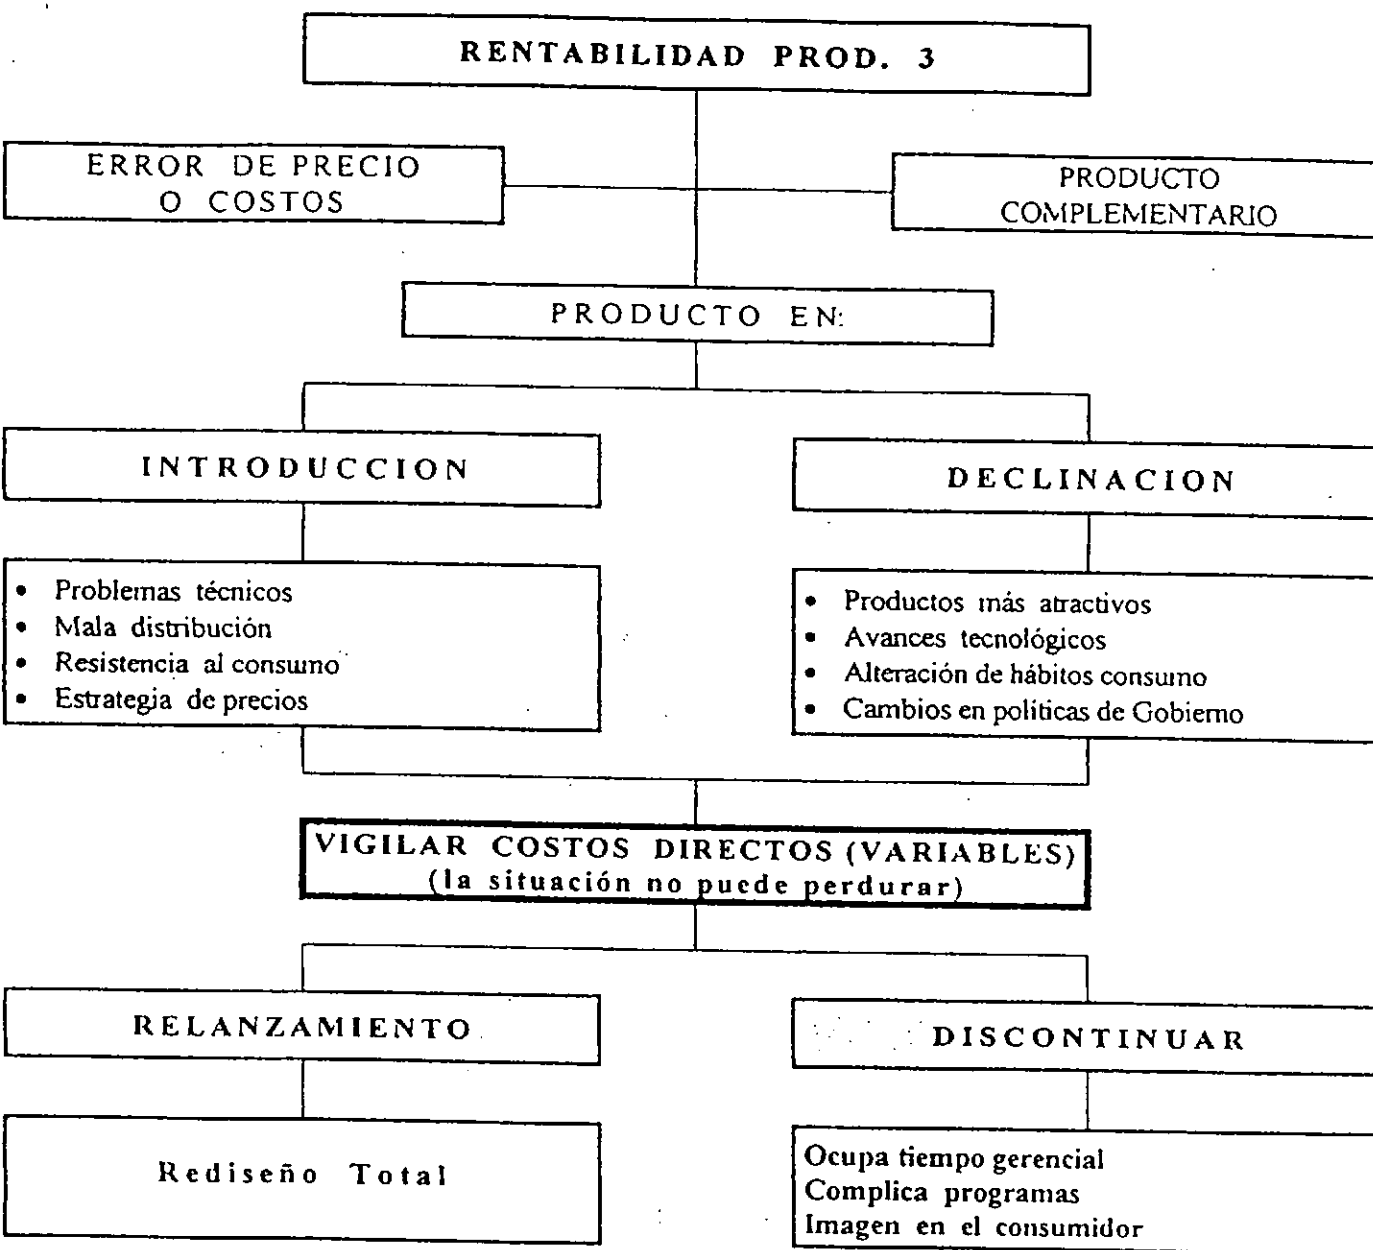 RENTABILIDAD PROD. 3
ERROR DE PRECIO
O COSTOS
PRODUCTO
COMPLEMENTARIO
PRODUCTO EN:
INTRODUCCION
DECLINACION
• Problemas técnicos
• Mala distribución
• Resistencia al consumo
• Estrategia de precios
• Productos más atractivos
• Avances tecnológicos
• Alteración de hábitos consumo
• Cambios en políticas de Gobierno
VIGILAR COSTOS DIRECTOS (VARIABLES)
(la situación no puede perdurar)
RELANZAMIENTO
DISCONTINUAR
Rediseño Total
Ocupa tiempo gerencial
Complica programas
Imagen en el consumidor